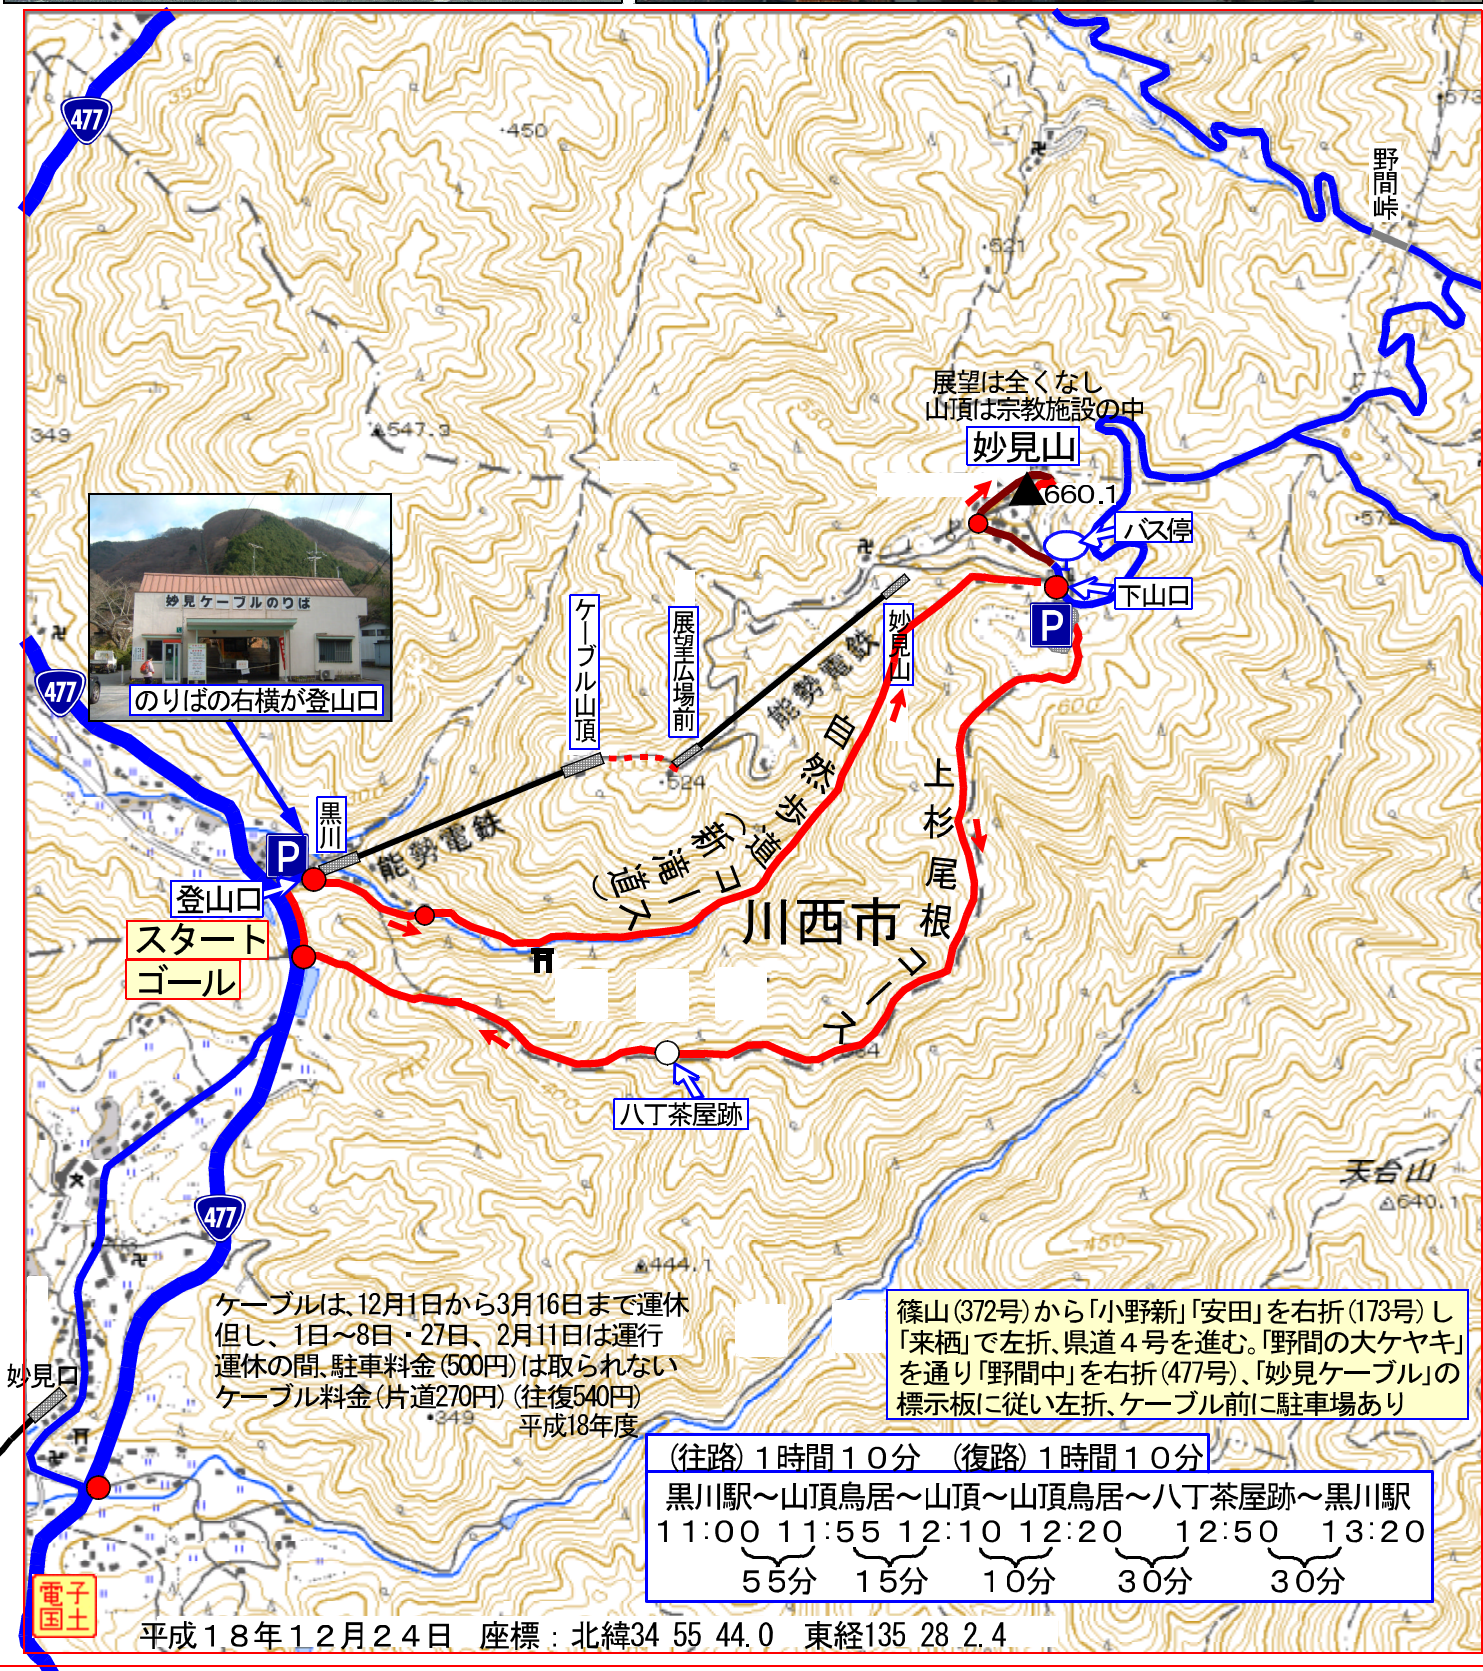 477
350
450
573
野間峠
521
349
547.3
展望は全くなし
山頂は宗教施設の中
妙見山
660.1
572
バス停
下山口
P
妙見ケーブルのりば
のりばの右横が登山口
477
ケーブル山頂
展望広場前
妙見山
能勢電鉄
600
524
自然歩道
(新滝道コース)
上杉尾根コース
黒川
P
能勢電鉄
登山口
スタート
ゴール
川西市
400
八丁茶屋跡
天台山
640.1
477
450
444.1
ケーブルは、12月1日から3月16日まで運休
但し、1日～8日・27日、2月11日は運行
運休の間、駐車料金(500円)は取られない
ケーブル料金(片道270円)(往復540円)
平成18年度
349
妙見口
篠山(372号)から「小野新」「安田」を右折(173号)し
「来栖」で左折、県道4号を進む。「野間の大ケヤキ」
を通り「野間中」を右折(477号)、「妙見ケーブル」の
標示板に従い左折、ケーブル前に駐車場あり
(往路)1時間10分 (復路)1時間10分
黒川駅～山頂鳥居～山頂～山頂鳥居～八丁茶屋跡～黒川駅
11:00 11:55 12:10 12:20 12:50 13:20
55分 15分 10分 30分 30分
電子
国土
平成18年12月24日 座標:北緯34 55 44.0 東経135 28 2.4